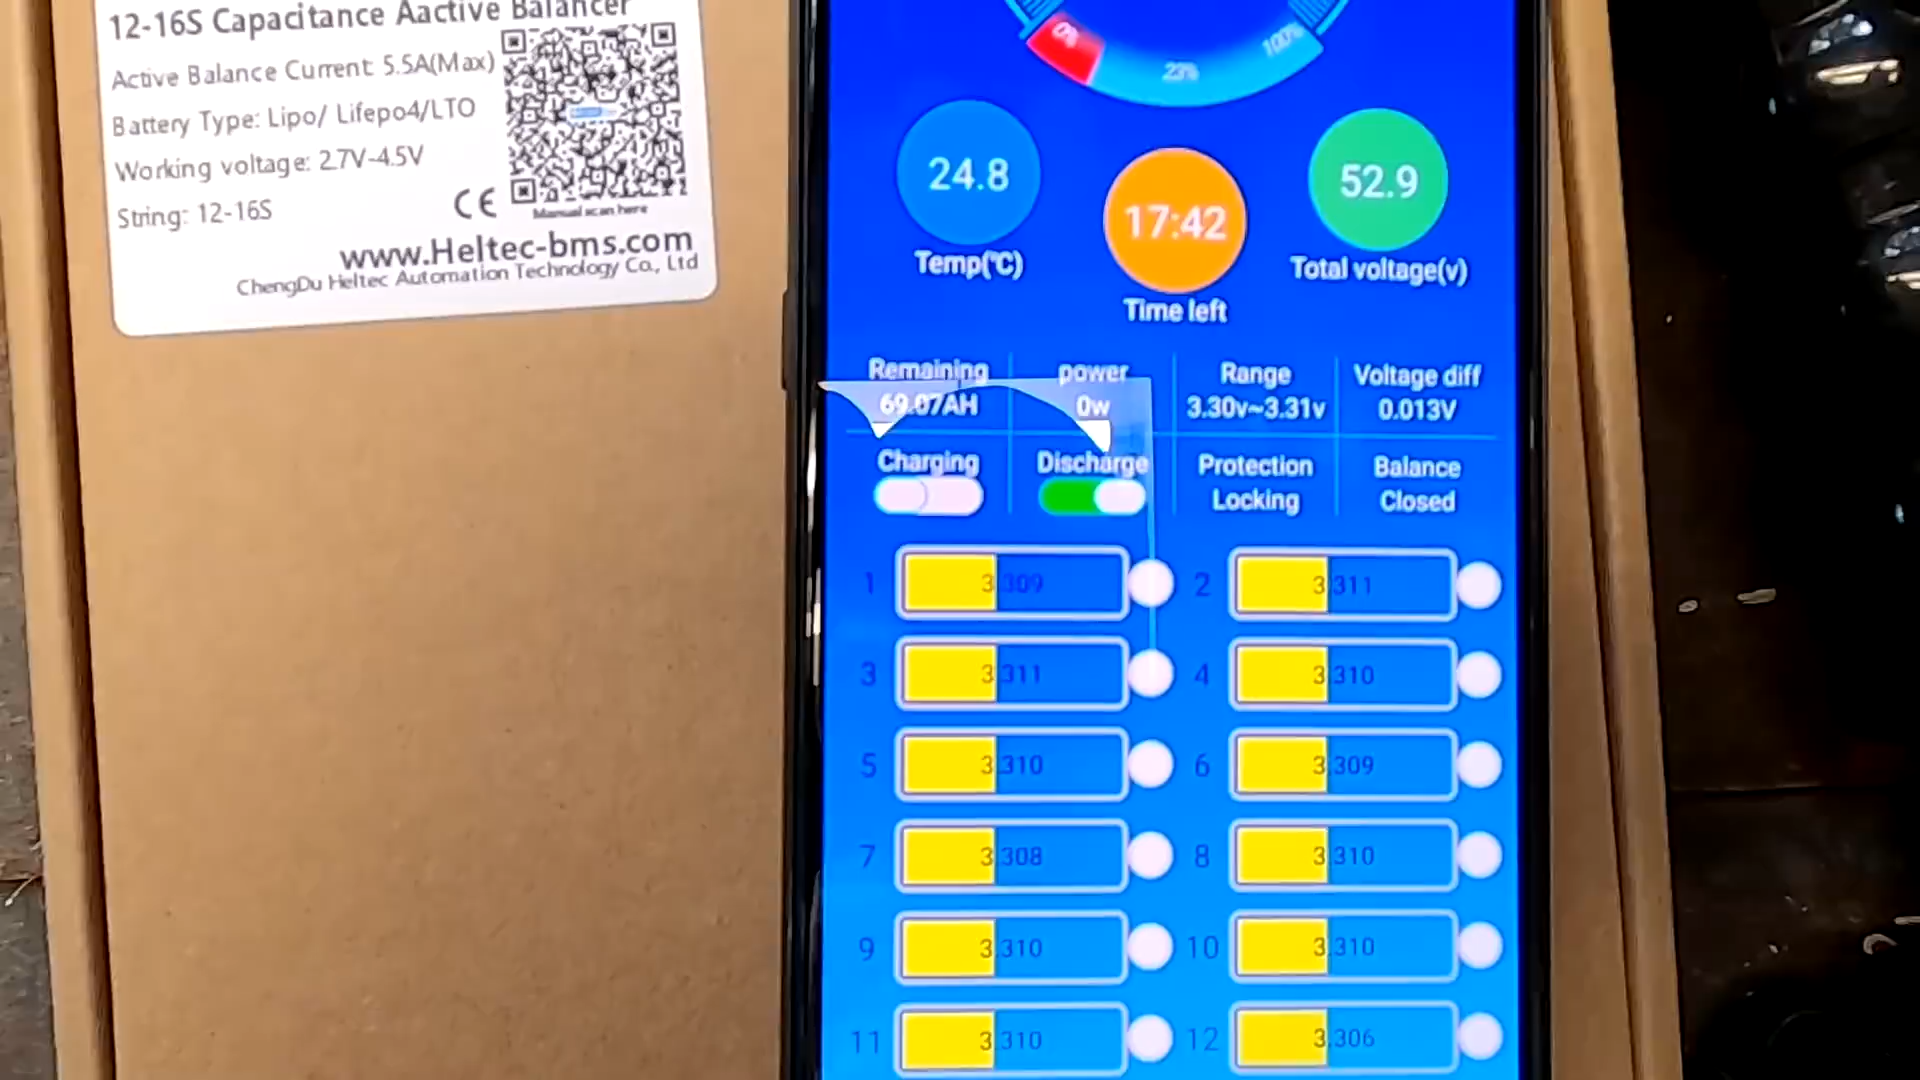 12-16S Capacitance Aactive Balancer
Active Balance Current: 5.5A(Max)
Battery Type: Lipo/ Lifepo4/LTO
Working voltage: 2.7V-4.5V
String: 12-16S
CE
Manual scan here
www.Heltec-bms.com
ChengDu Heltec Automation Technology Co., Ltd
0%
23%
100%
24.8
Temp(℃)
17:42
Time left
52.9
Total voltage(v)
Remaining
69.07AH
power
0w
Range
3.30v~3.31v
Voltage diff
0.013V
Charging
Discharge
Protection
Locking
Balance
Closed
1 3.309
2 3.311
3 3.311
4 3.310
5 3.310
6 3.309
7 3.308
8 3.310
9 3.310
10 3.310
11 3.310
12 3.306